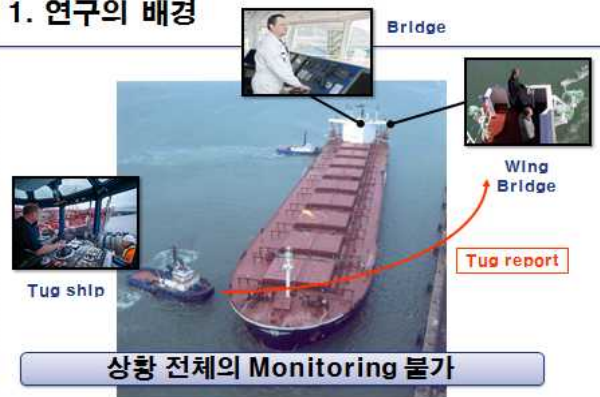 1. 연구의 배경
Bridge
Wing
Bridge
Tug report
Tug ship
상황 전체의 Monitoring 불가